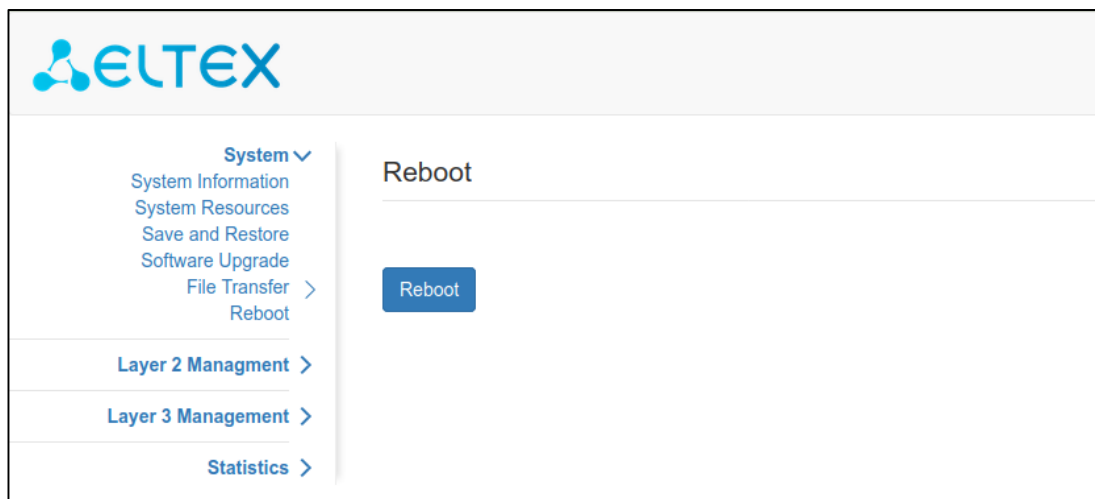 ELTEX
System
System Information
System Resources
Save and Restore
Software Upgrade
File Transfer
Reboot
Layer 2 Managment
Layer 3 Management
Statistics
Reboot
Reboot